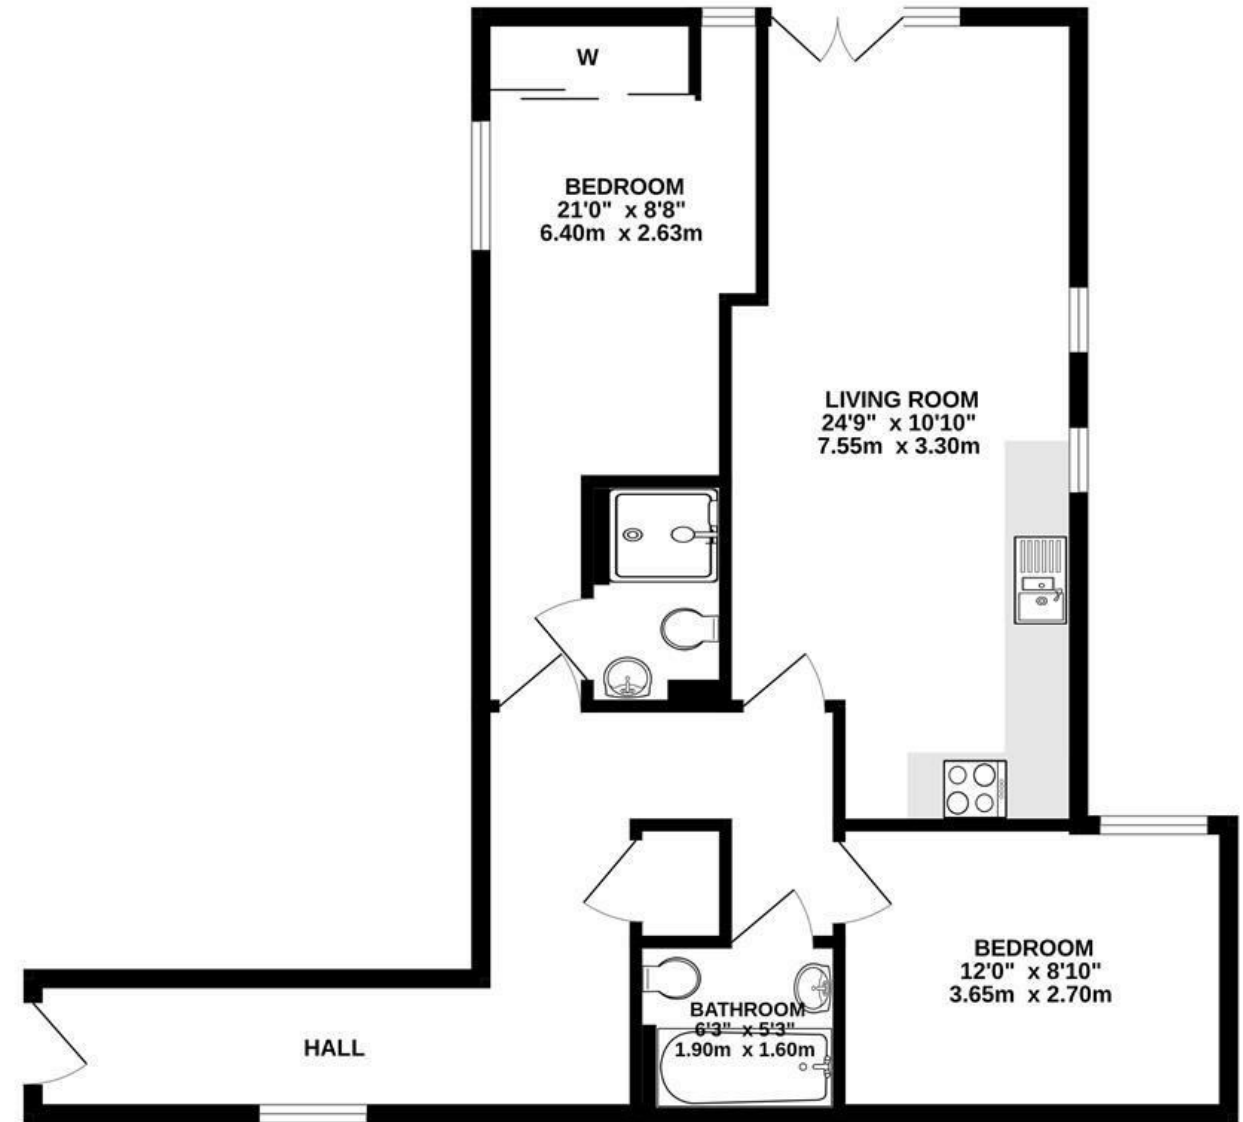 W
BEDROOM
21'0" x 8'8"
6.40m x 2.63m
LIVING ROOM
24'9" x 10'10"
7.55m x 3.30m
BEDROOM
12'0" x 8'10"
3.65m x 2.70m
BATHROOM
6'3" x 5'3"
1.90m x 1.60m
HALL